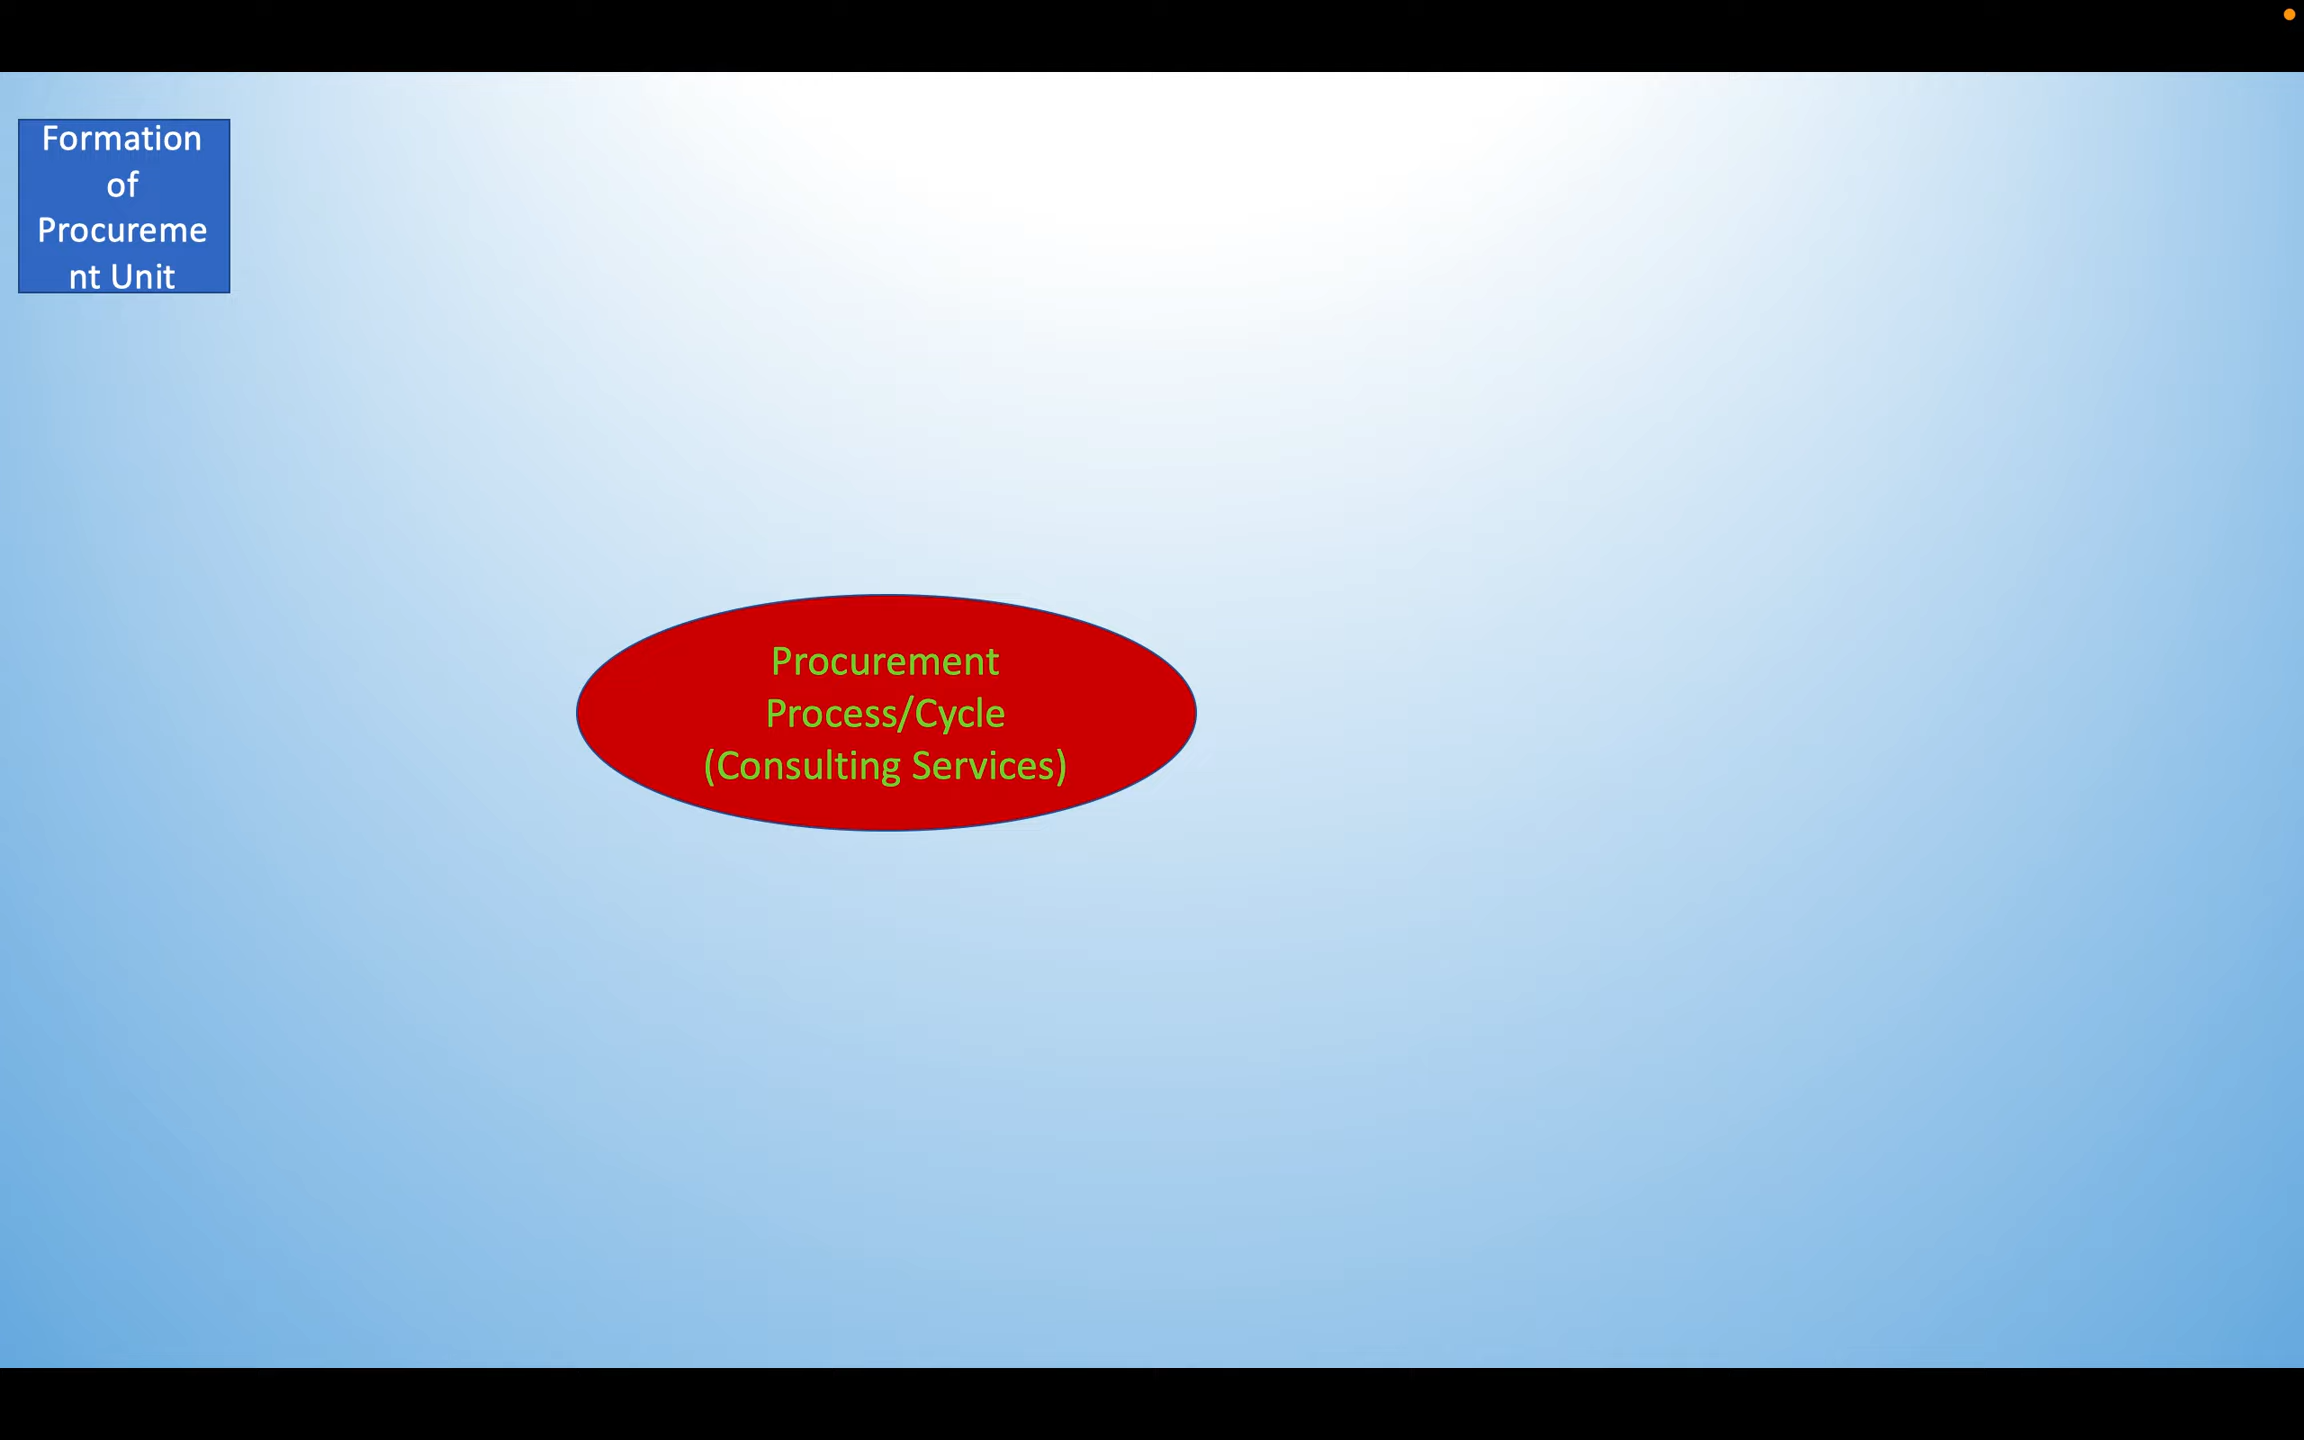 Formation
of
Procureme
nt Unit
Procurement
Process/Cycle
(Consulting Services)